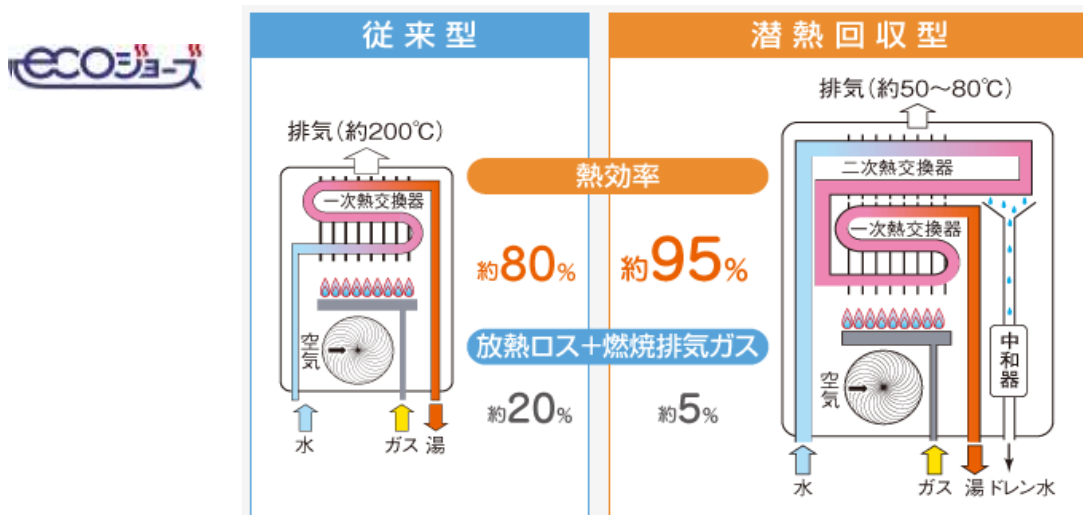 ecoジョーズ
従来型
潜熱回収型
排気(約200℃)
排気(約50～80℃)
熱効率
一次熱交換器
二次熱交換器
一次熱交換器
約80%
約95%
放熱ロス＋燃焼排気ガス
約20%
約5%
空気
空気
中和器
水
ガス
湯
水
ガス
湯
ドレン水